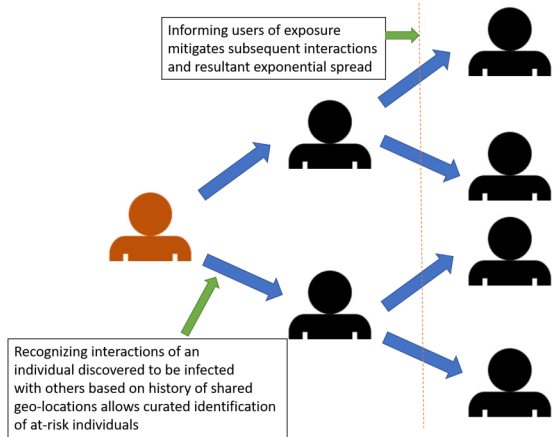 Informing users of exposure
mitigates subsequent interactions
and resultant exponential spread
Recognizing interactions of an
individual discovered to be infected
with others based on history of shared
geo-locations allows curated identification
of at-risk individuals